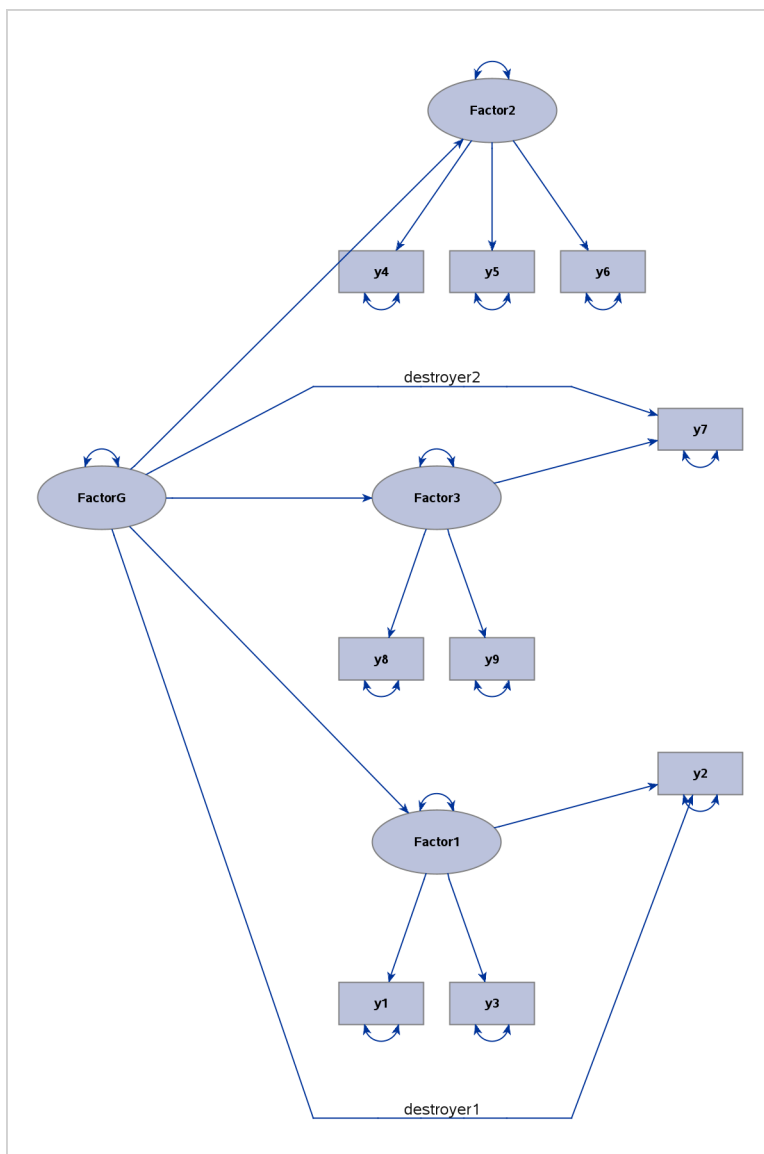 Factor2
y4
y5
y6
destroyer2
y7
FactorG
Factor3
y8
y9
y2
Factor1
y1
y3
destroyer1